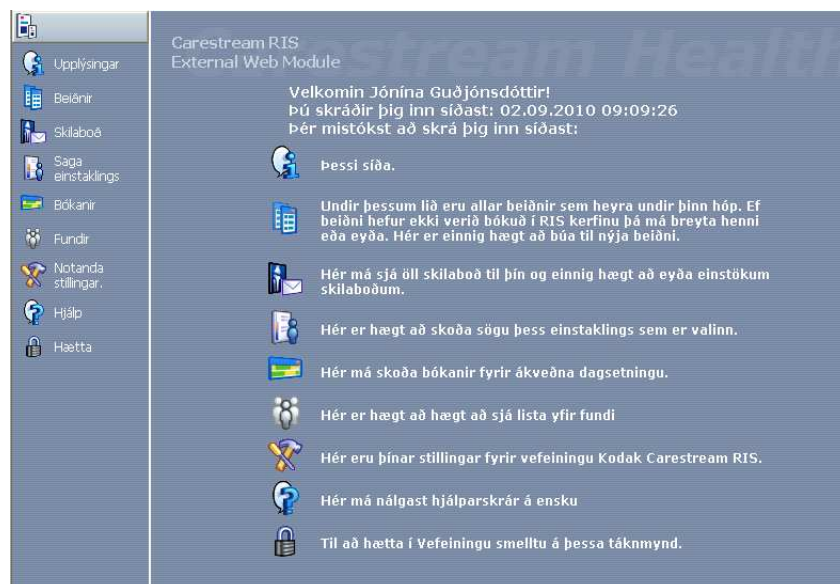 Carestream Health
Upplýsingar
Beiðnir
Skilaboð
Saga
einstaklings
Bókanir
Fundir
Notanda
stillingar.
Hjálp
Hætta
Carestream RIS
External Web Module
Velkomin Jónína Guðjónsdóttir!
Þú skráðir þig inn síðast: 02.09.2010 09:09:26
Þér mistókst að skrá þig inn síðast:
Þessi síða.
Undir þessum lið eru allar beiðnir sem heyra undir þinn hóp. Ef
beiðni hefur ekki verið bókuð í RIS kerfinu þá má breyta henni
eða eyða. Hér er einnig hægt að búa til nýja beiðni.
Hér má sjá öll skilaboð til þín og einnig hægt að eyða einstökum
skilaboðum.
Hér er hægt að skoða sögu þess einstaklings sem er valinn.
Hér má skoða bókanir fyrir ákveðna dagsetningu.
Hér er hægt að hægt að sjá lista yfir fundi
Hér eru þínar stillingar fyrir vefeiningu Kodak Carestream RIS.
Hér má nálgast hjálparskrár á ensku
Til að hætta í Vefeiningu smelltu á þessa táknmynd.